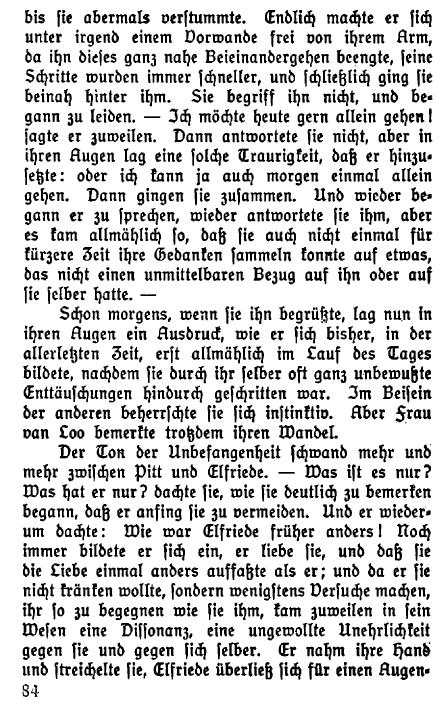 bis sie abermals verstummte. Endlich machte er sich
unter irgend einem Vorwande frei von ihrem Arm,
da ihn dieses ganz nahe Beieinandergehen beengte, seine
Schritte wurden immer schneller, und schließlich ging sie
beinah hinter ihm. Sie begriff ihn nicht, und be-
gann zu leiden. — Ich möchte heute gern allein gehen!
sagte er zuweilen. Dann antwortete sie nicht, aber in
ihren Augen lag eine solche Traurigkeit, daß er hinzu-
setzte: oder ich kann ja auch morgen einmal allein
gehen. Dann gingen sie zusammen. Und wieder be-
gann er zu sprechen, wieder antwortete sie ihm, aber
es kam allmählich so, daß sie auch nicht einmal für
kürzere Zeit ihre Gedanken sammeln konnte auf etwas,
das nicht einen unmittelbaren Bezug auf ihn oder auf
sie selber hatte. —
Schon morgens, wenn sie ihn begrüßte, lag nun in
ihren Augen ein Ausdruck, wie er sich bisher, in der
allerletzten Zeit, erst allmählich im Lauf des Tages
bildete, nachdem sie durch ihr selber oft ganz unbewußte
Enttäuschungen hindurch geschritten war. Im Beisein
der anderen beherrschte sie sich instinktiv. Aber Frau
van Loo bemerkte trotzdem ihren Wandel.
Der Ton der Unbefangenheit schwand mehr und
mehr zwischen Pitt und Elfriede. — Was ist es nur?
Was hat er nur? dachte sie, wie sie deutlich zu bemerken
begann, daß er anfing sie zu vermeiden. Und er wieder-
um dachte: Wie war Elfriede früher anders! Noch
immer bildete er sich ein, er liebe sie, und daß sie
die Liebe einmal anders auffaßte als er; und da er sie
nicht kränken wollte, sondern wenigstens Versuche machen,
ihr so zu begegnen wie sie ihm, kam zuweilen in sein
Wesen eine Dissonanz, eine ungewollte Unehrlichkeit
gegen sie und gegen sich selber. Er nahm ihre Hand
und streichelte sie, Elfriede überließ sich für einen Augen-
84